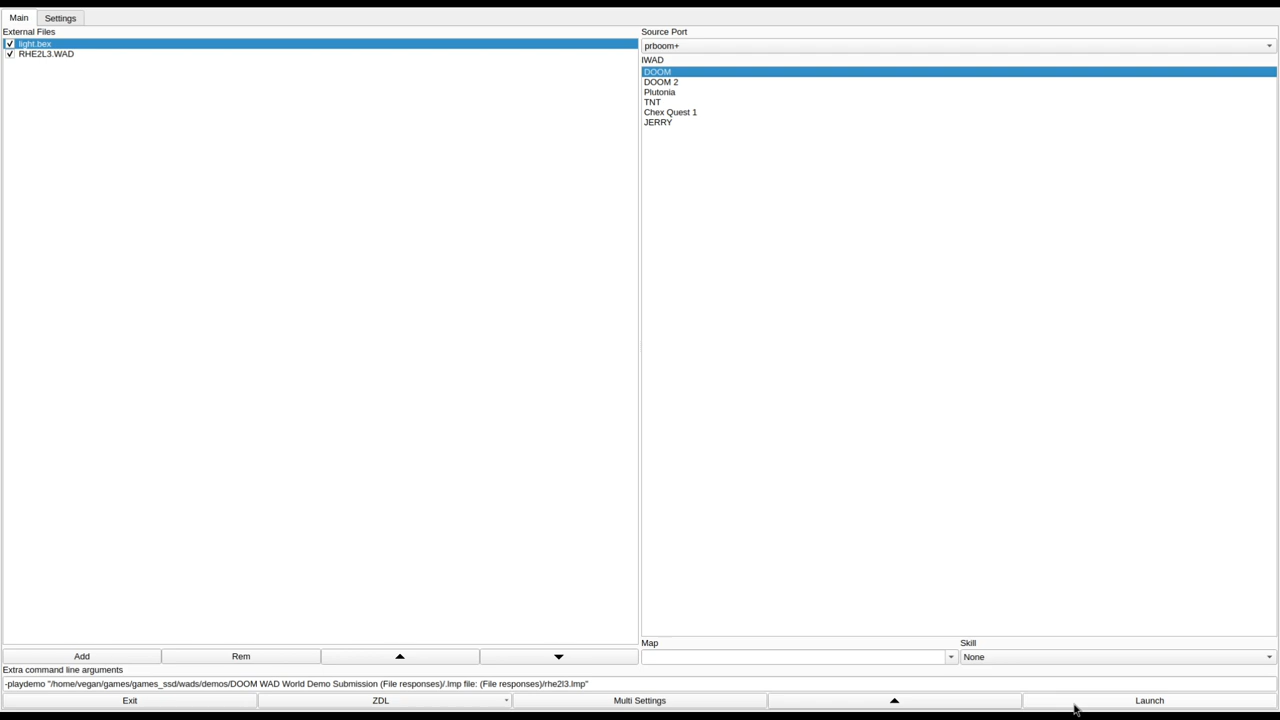 Main Settings
External Files
light.bex
RHE2L3.WAD
Source Port
prboom+
IWAD
DOOM
DOOM 2
Plutonia
TNT
Chex Quest 1
JERRY
Add Rem
Map Skill
None
Extra command line arguments
-playdemo "/home/vegan/games/games_ssd/wads/demos/DOOM WAD World Demo Submission (File responses)/.lmp file: (File responses)/rhe2l3.lmp"
Exit ZDL Multi Settings Launch